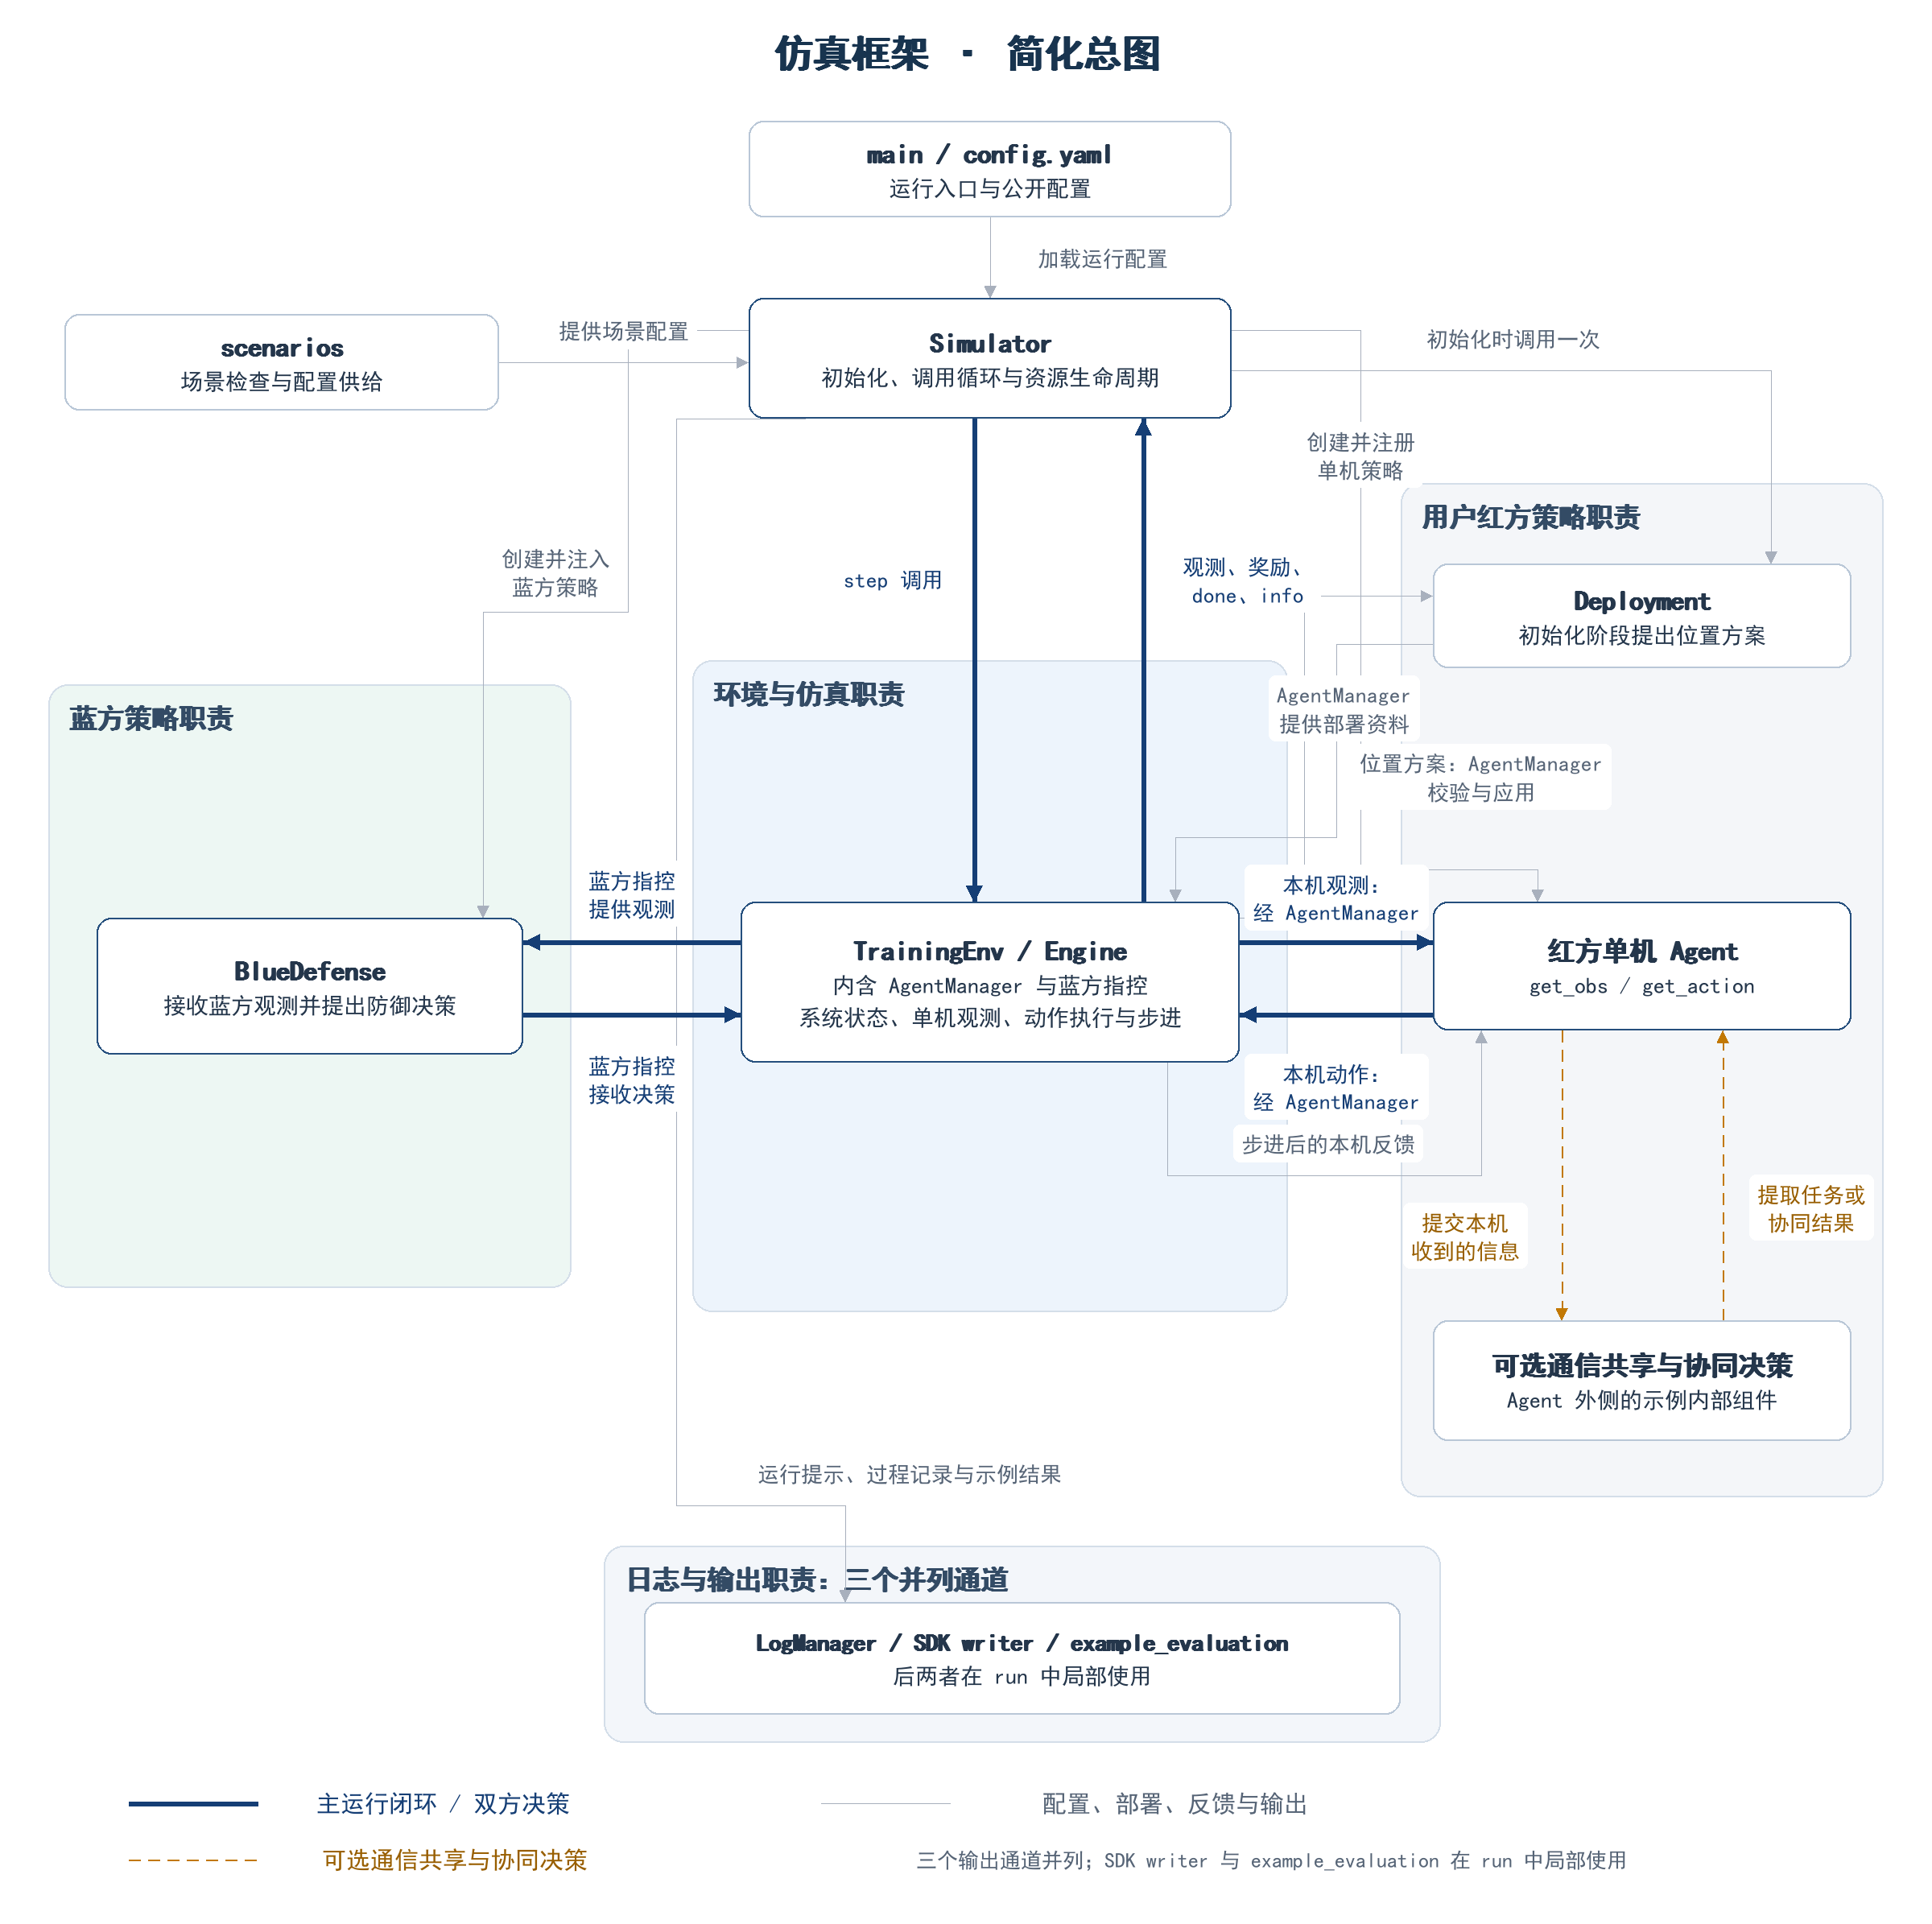 仿真框架 · 简化总图
main / config.yaml
运行入口与公开配置
加载运行配置
scenarios
场景检查与配置供给
提供场景配置
Simulator
初始化、调用循环与资源生命周期
初始化时调用一次
创建并注册
单机策略
用户红方策略职责
创建并注入
蓝方策略
step 调用
观测、奖励、
done、info
Deployment
初始化阶段提出位置方案
蓝方策略职责
环境与仿真职责
AgentManager
提供部署资料
位置方案：AgentManager
校验与应用
蓝方指控
提供观测
本机观测：
经 AgentManager
BlueDefense
接收蓝方观测并提出防御决策
TrainingEnv / Engine
内含 AgentManager 与蓝方指控
系统状态、单机观测、动作执行与步进
红方单机 Agent
get_obs / get_action
蓝方指控
接收决策
本机动作：
经 AgentManager
步进后的本机反馈
提交本机
收到的信息
提取任务或
协同结果
可选通信共享与协同决策
Agent 外侧的示例内部组件
运行提示、过程记录与示例结果
日志与输出职责：三个并列通道
LogManager / SDK writer / example_evaluation
后两者在 run 中局部使用
主运行闭环 / 双方决策
配置、部署、反馈与输出
可选通信共享与协同决策
三个输出通道并列；SDK writer 与 example_evaluation 在 run 中局部使用